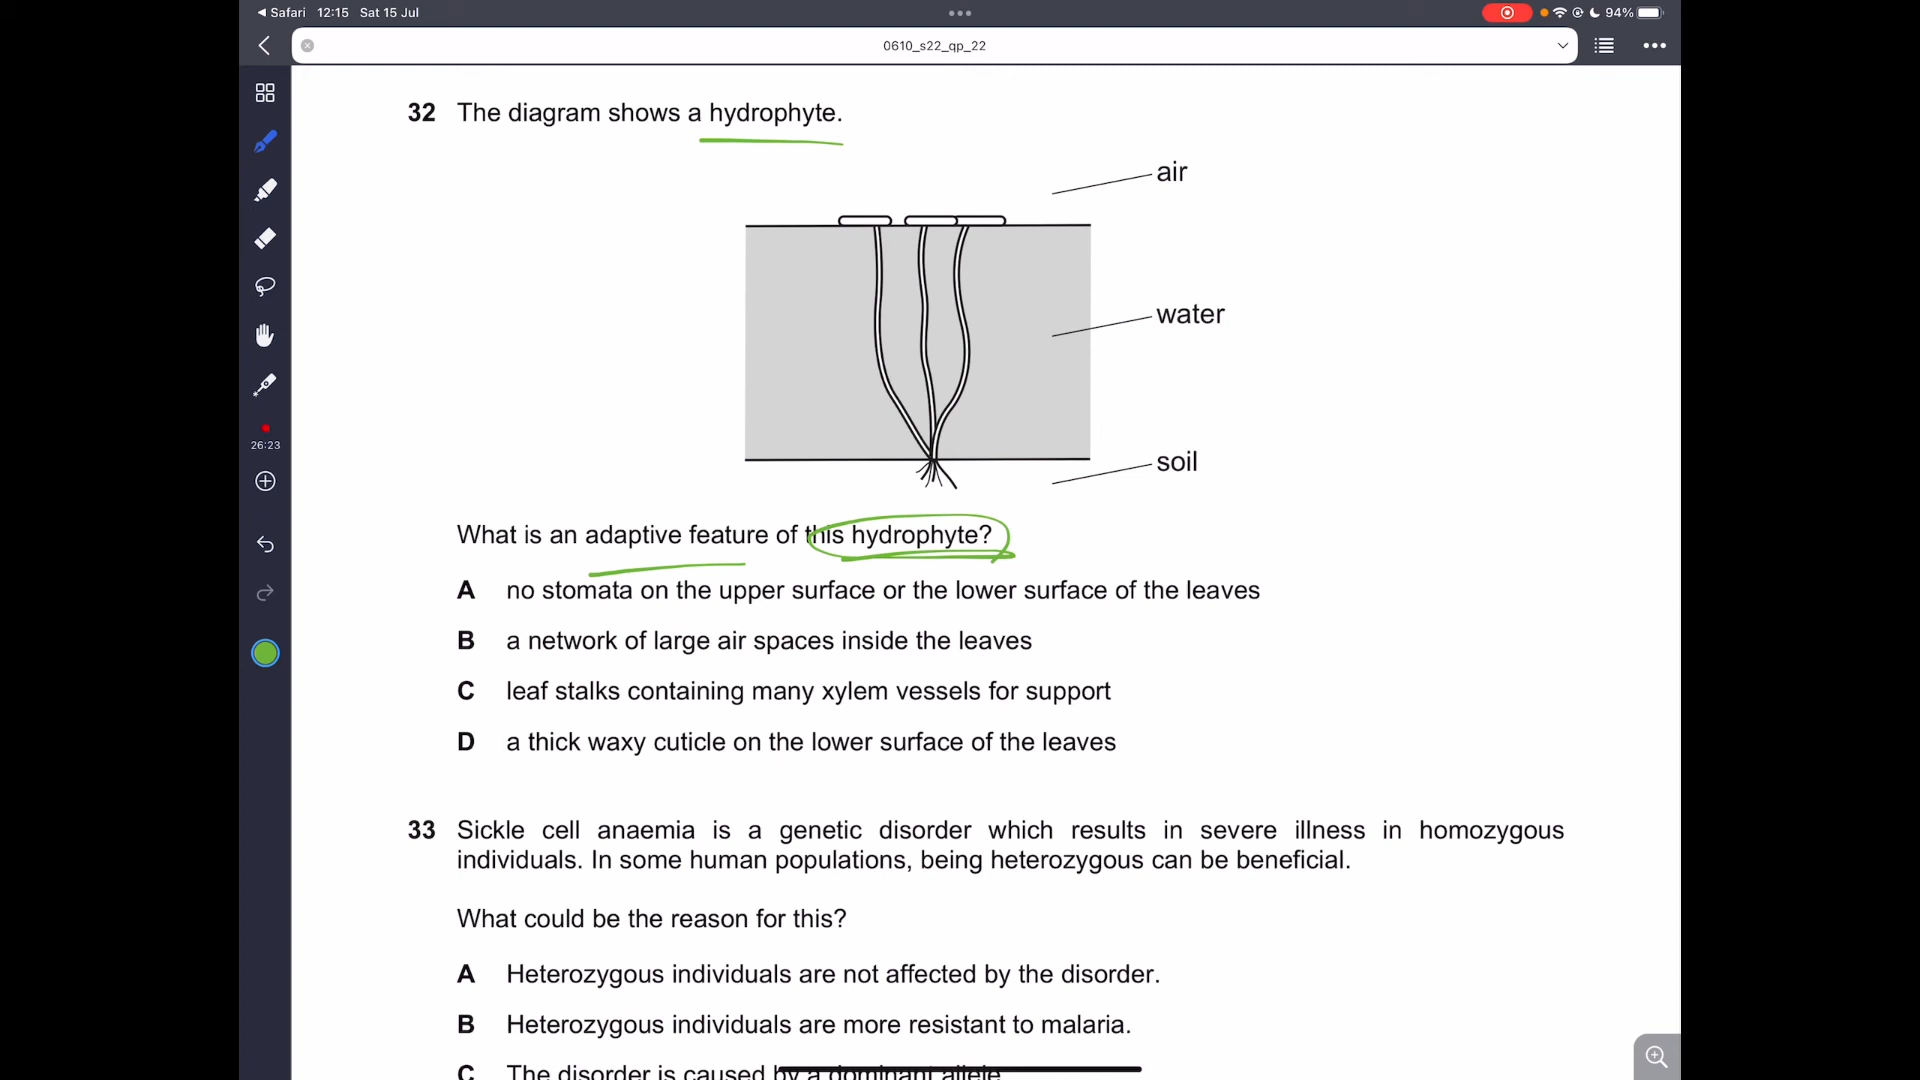 Safari 12:15 Sat 15 Jul
94%
0610_s22_qp_22
26:23
32 The diagram shows a hydrophyte.
air
water
soil
What is an adaptive feature of this hydrophyte?
A no stomata on the upper surface or the lower surface of the leaves
B a network of large air spaces inside the leaves
C leaf stalks containing many xylem vessels for support
D a thick waxy cuticle on the lower surface of the leaves
33 Sickle cell anaemia is a genetic disorder which results in severe illness in homozygous
individuals. In some human populations, being heterozygous can be beneficial.
What could be the reason for this?
A Heterozygous individuals are not affected by the disorder.
B Heterozygous individuals are more resistant to malaria.
C The disorder is caused by a dominant allele.